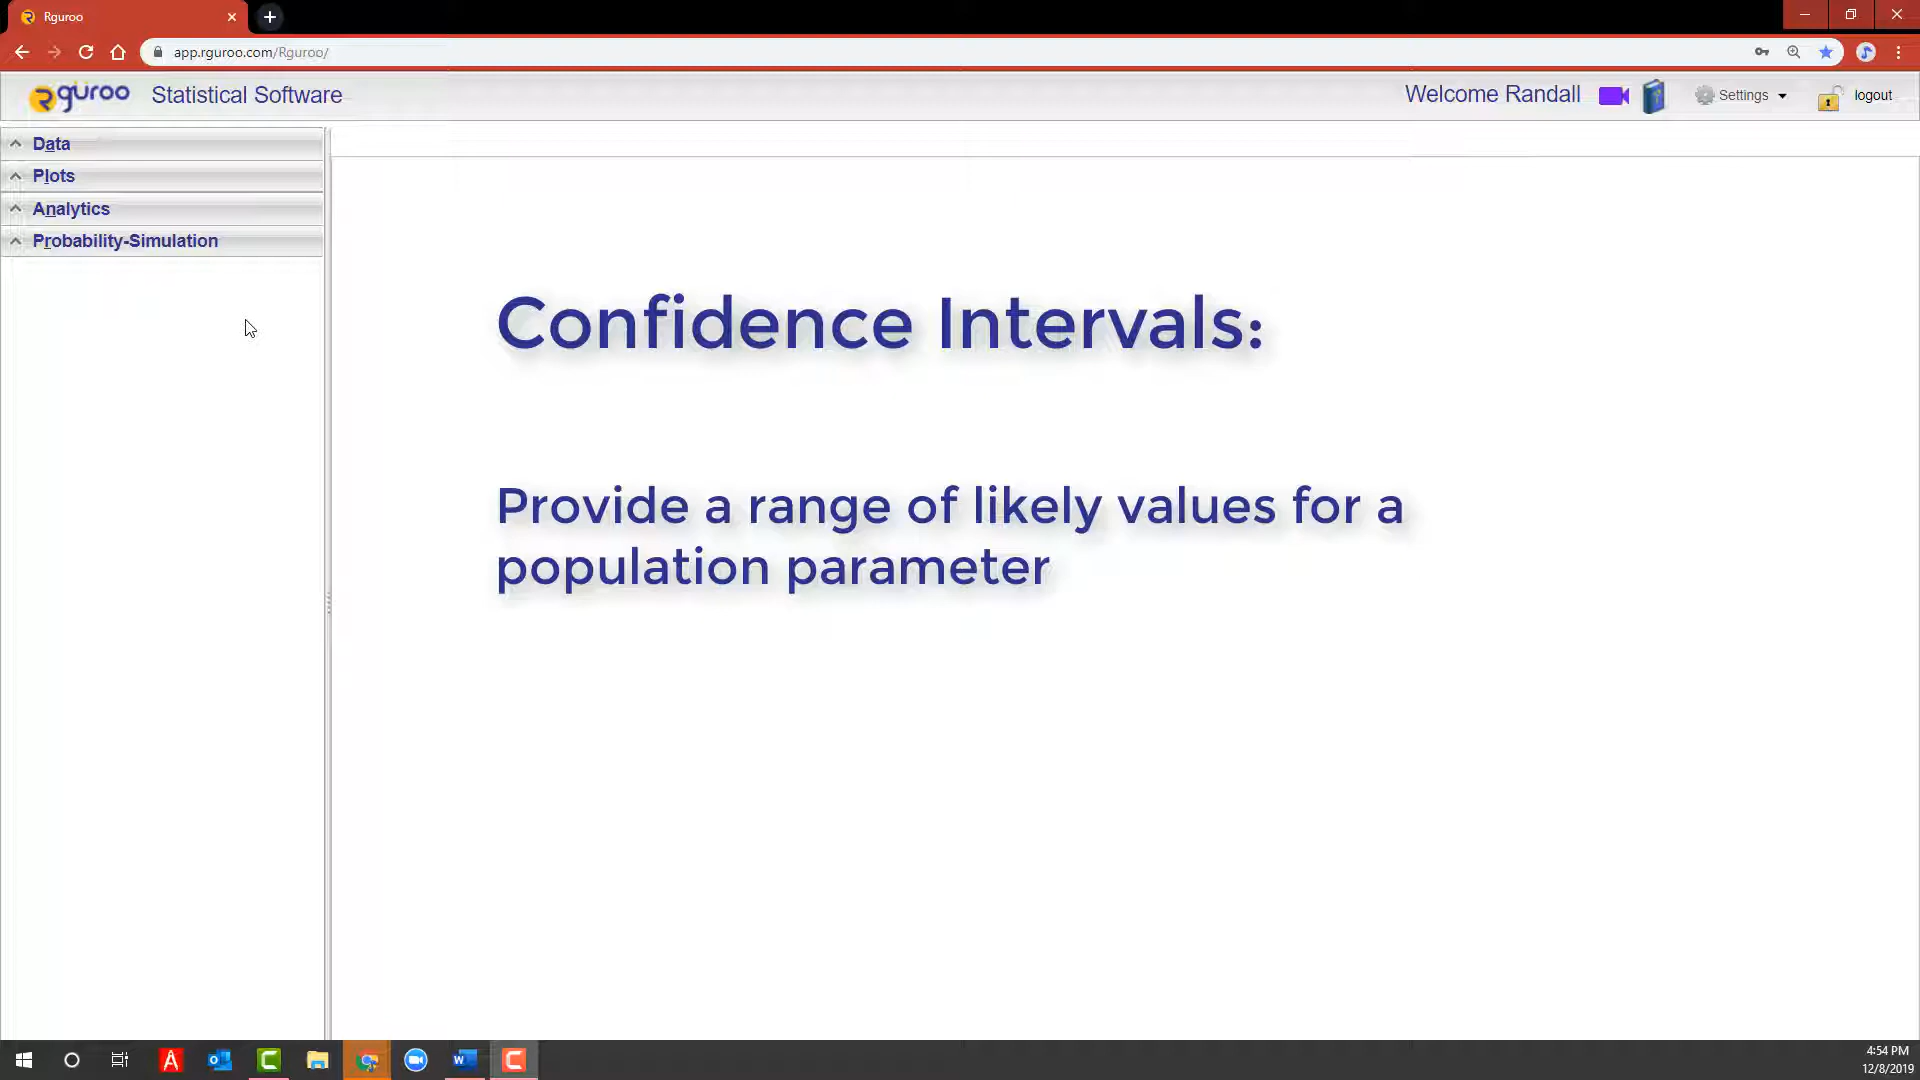 Rguroo
app.rguroo.com/Rguroo/
rguroo Statistical Software
Welcome Randall
Settings
logout
Data
Plots
Analytics
Probability-Simulation
Confidence Intervals:
Provide a range of likely values for a
population parameter
4:54 PM
12/8/2019